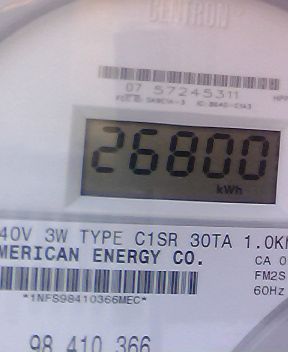 CENTRON
07 57245311
26800
kWh
40V 3W TYPE C1SR 30TA 1.0K
MERICAN ENERGY CO.
CA 0
FM2S
60Hz
*1NFS98410366MEC*
98 410 366